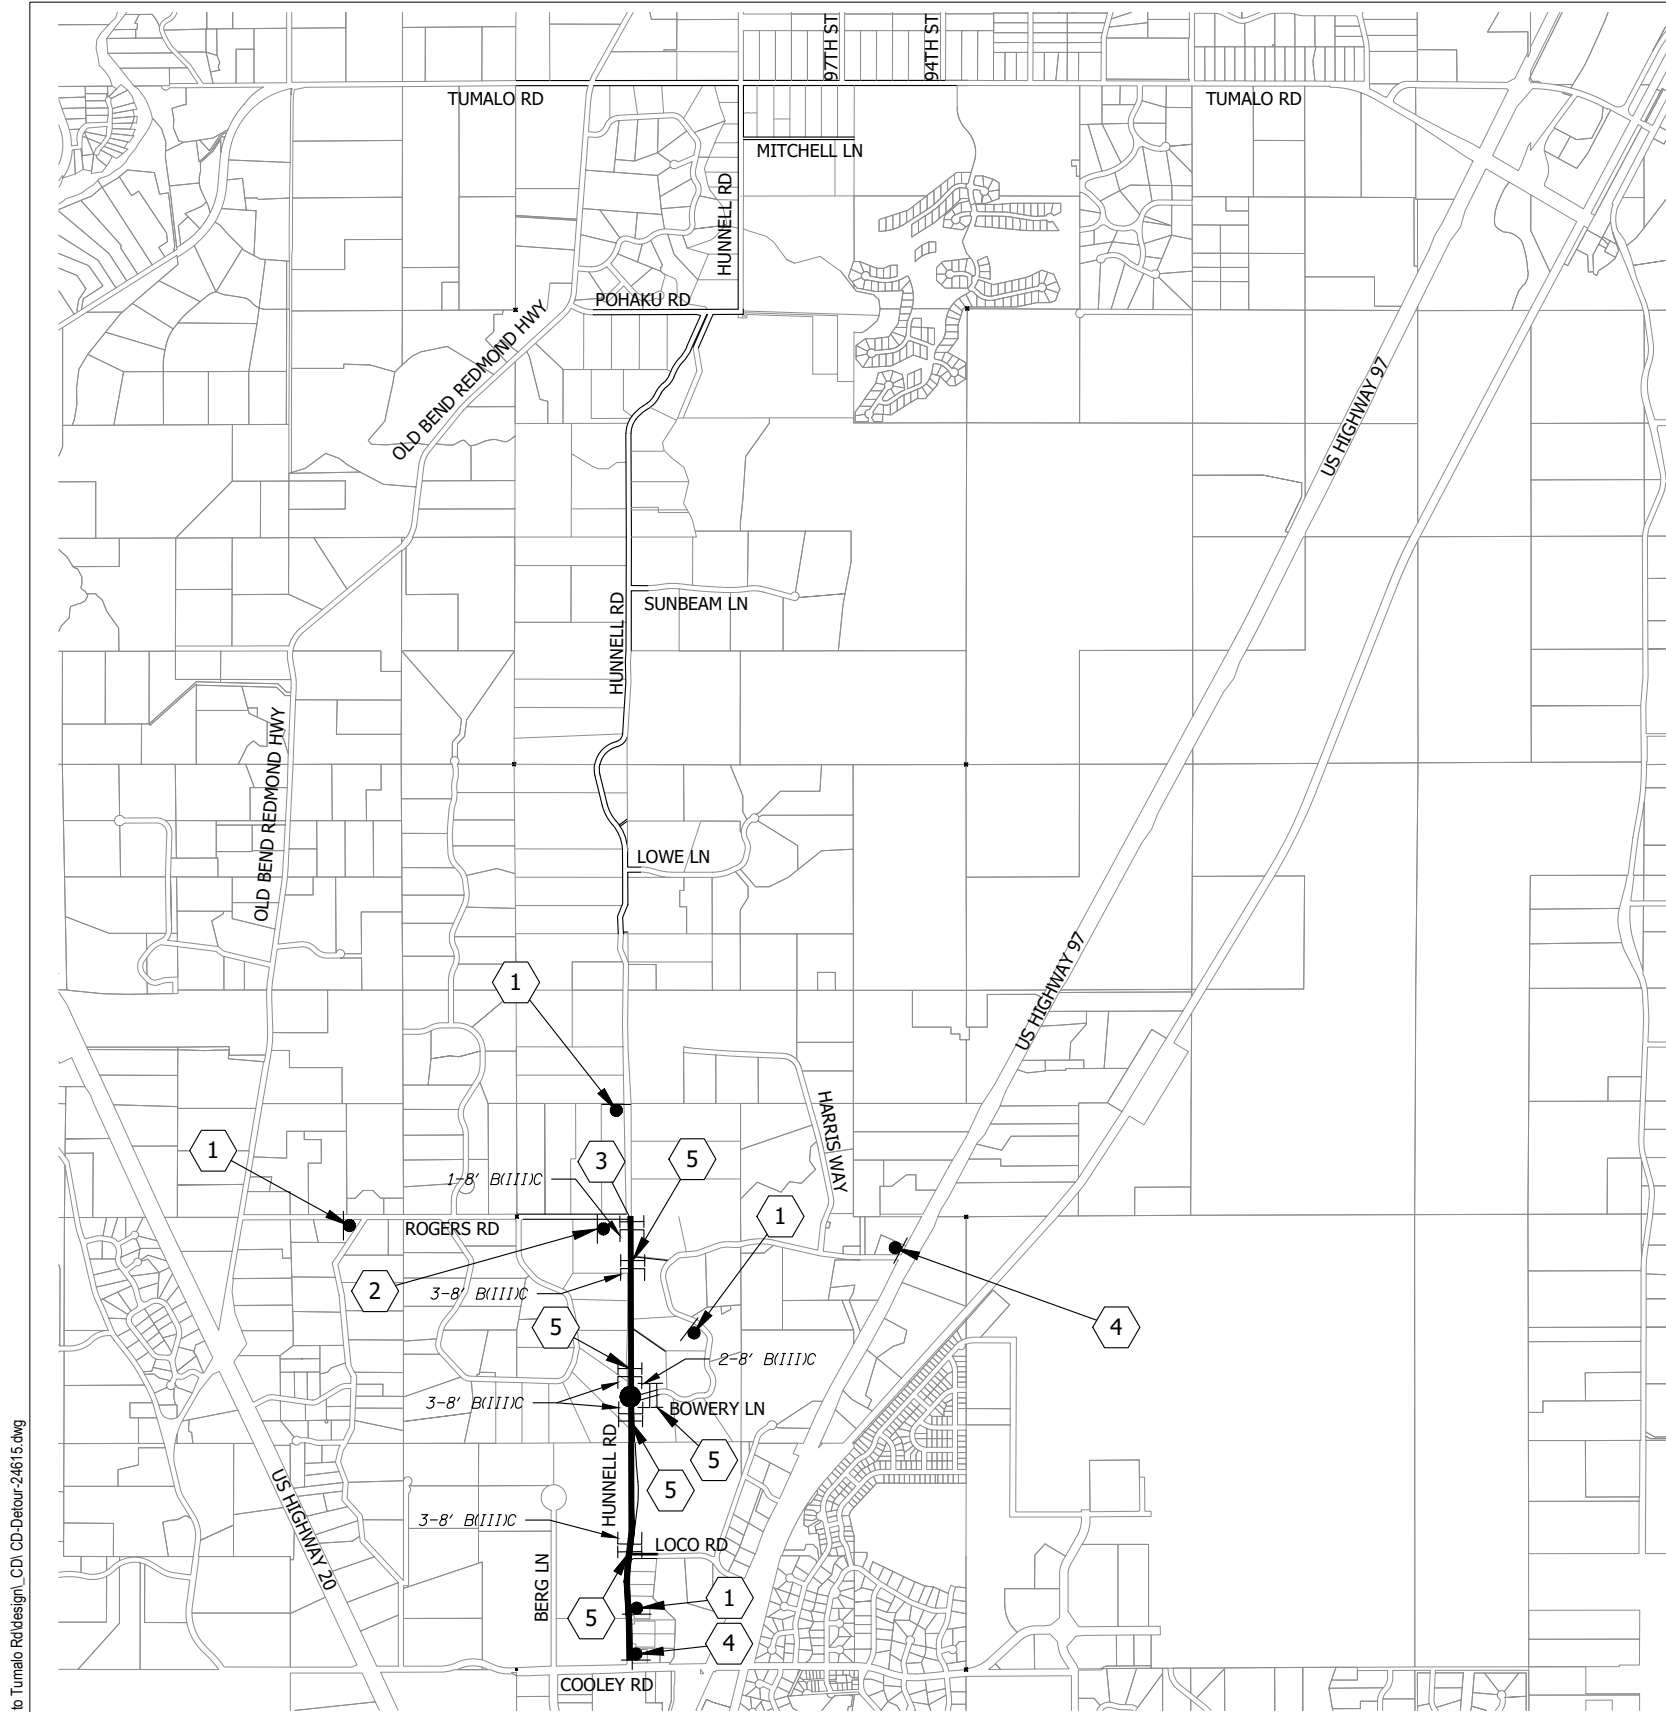 97TH ST
94TH ST
TUMALO RD
TUMALO RD
MITCHELL LN
HUNNELL RD
POHAKU RD
OLD BEND REDMOND HWY
US HIGHWAY 97
SUNBEAM LN
HUNNELL RD
OLD BEND REDMOND HWY
LOWE LN
US HIGHWAY 97
1
HARRIS WAY
1
3
5
1-8' B(III)C
1
ROGERS RD
2
3-8' B(III)C
5
4
2-8' B(III)C
3-8' B(III)C
BOWERY LN
HUNNELL RD
5
5
US HIGHWAY 20
3-8' B(III)C
LOCO RD
BERG LN
1
5
4
COOLEY RD
to Tumalo Rd\design\_CD\ CD-Detour-24615.dwg